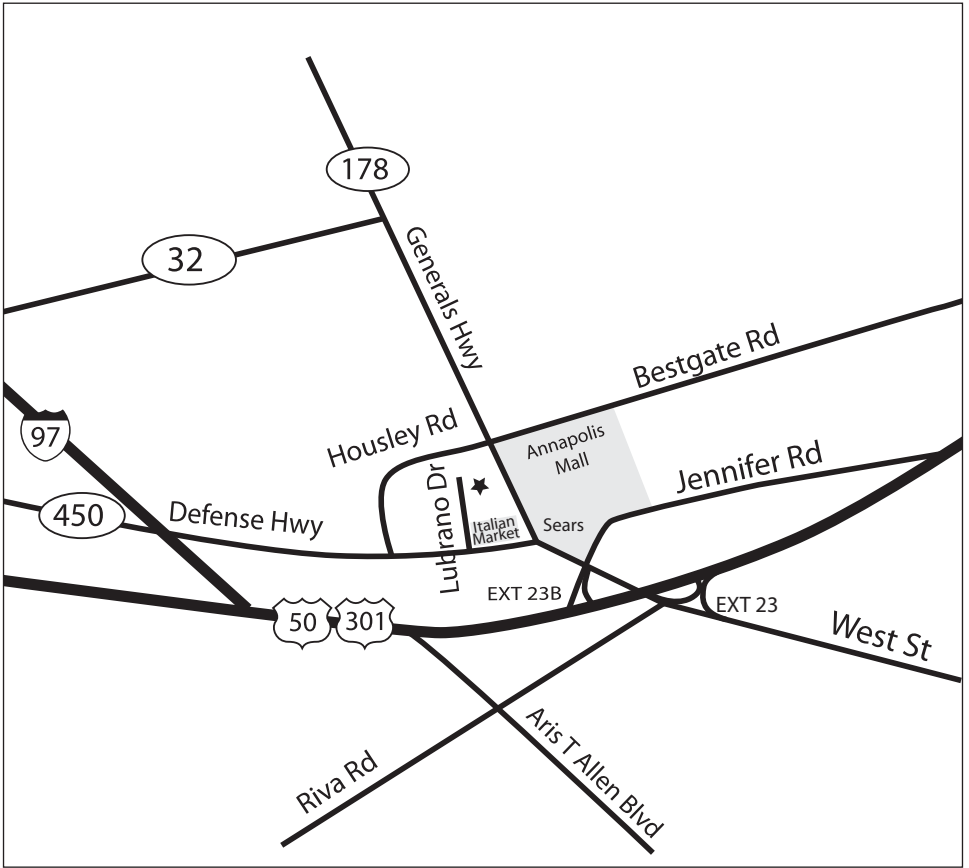 178
32
Generals Hwy
Bestgate Rd
97
Housley Rd
Annapolis
Mall
Jennifer Rd
450
Defense Hwy
Lubrano Dr
Italian
Market
Sears
EXT 23B
EXT 23
50
301
West St
Riva Rd
Aris T Allen Blvd